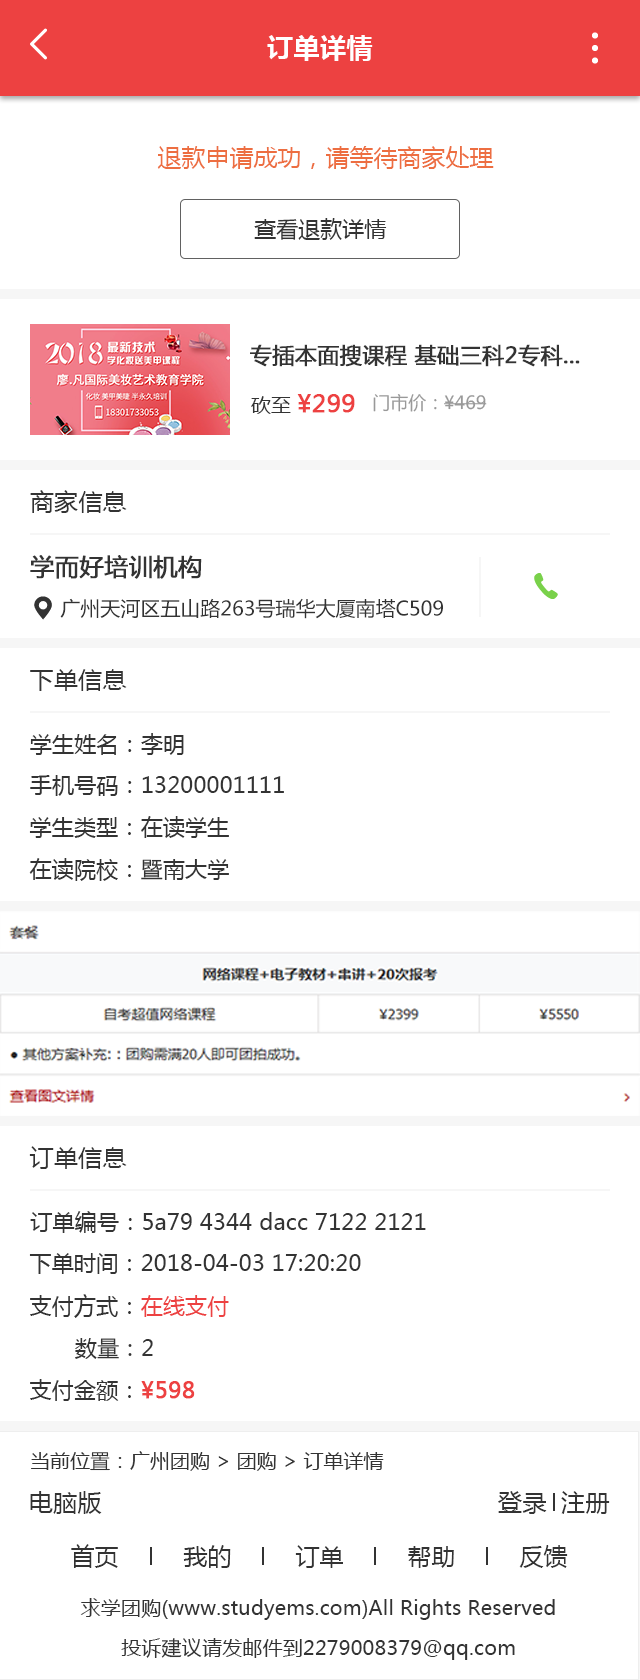 订单详情
退款申请成功，请等待商家处理
查看退款详情
2018 最新技术
学化妆送美甲课程
廖.凡国际美妆艺术教育学院
化妆 美甲美睫 半永久培训
18301733053
专插本面搜课程 基础三科2专科...
砍至 ¥299 门市价：¥469
商家信息
学而好培训机构
广州天河区五山路263号瑞华大厦南塔C509
下单信息
学生姓名：李明
手机号码：13200001111
学生类型：在读学生
在读院校：暨南大学
套餐
网络课程+电子教材+串讲+20次报考
自考超值网络课程 ¥2399 ¥5550
● 其他方案补充:：团购需满20人即可团拍成功。
查看图文详情 >
订单信息
订单编号：5a79 4344 dacc 7122 2121
下单时间：2018-04-03 17:20:20
支付方式：在线支付
数量：2
支付金额：¥598
当前位置：广州团购 > 团购 > 订单详情
电脑版 登录|注册
首页 | 我的 | 订单 | 帮助 | 反馈
求学团购(www.studyems.com)All Rights Reserved
投诉建议请发邮件到2279008379@qq.com